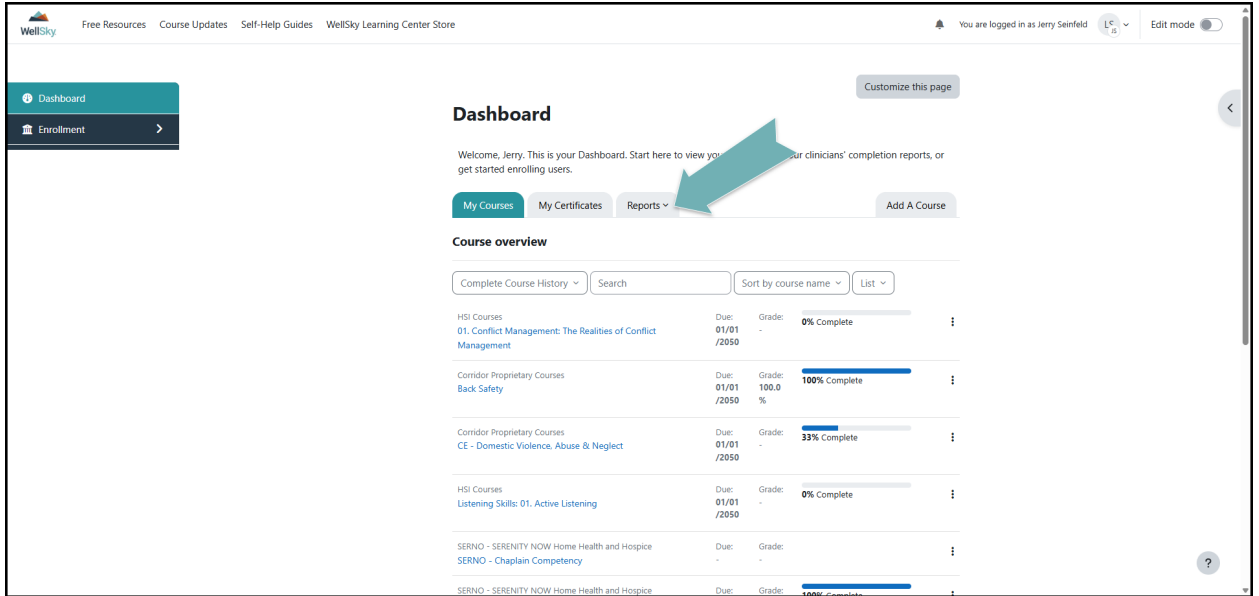 WellSky
Free Resources Course Updates Self-Help Guides WellSky Learning Center Store
You are logged in as Jerry Seinfeld
LS
JS
Edit mode
Dashboard
Enrollment
Customize this page
Dashboard
Welcome, Jerry. This is your Dashboard. Start here to view clinicians' completion reports, or
get started enrolling users.
My Courses My Certificates Reports Add A Course
Course overview
Complete Course History Search Sort by course name List
HSI Courses
01. Conflict Management: The Realities of Conflict
Management
Due:
01/01
/2050
Grade:
-
0% Complete
Corridor Proprietary Courses
Back Safety
Due:
01/01
/2050
Grade:
100.0
%
100% Complete
Corridor Proprietary Courses
CE - Domestic Violence, Abuse & Neglect
Due:
01/01
/2050
Grade:
-
33% Complete
HSI Courses
Listening Skills: 01. Active Listening
Due:
01/01
/2050
Grade:
-
0% Complete
SERNO - SERENITY NOW Home Health and Hospice
SERNO - Chaplain Competency
Due:
-
Grade:
-
SERNO - SERENITY NOW Home Health and Hospice
Due:
Grade:
100% Complete
?